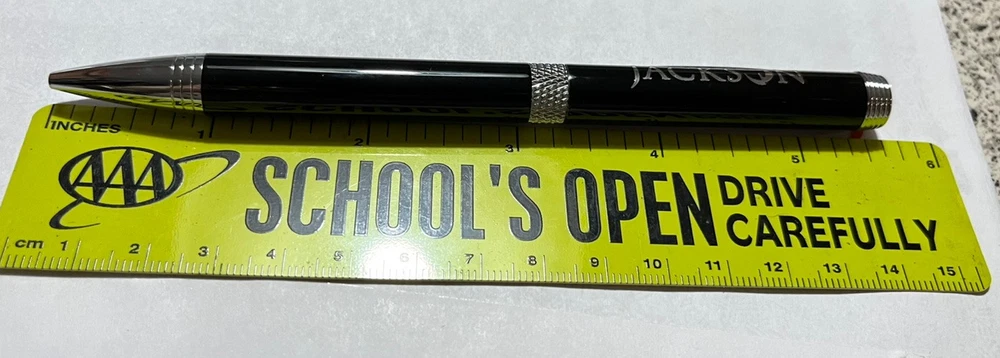 JACKSON
INCHES
1 2 3 4 5 6
AAA
SCHOOL'S OPEN
DRIVE
CAREFULLY
cm 1 2 3 4 5 6 7 8 9 10 11 12 13 14 15